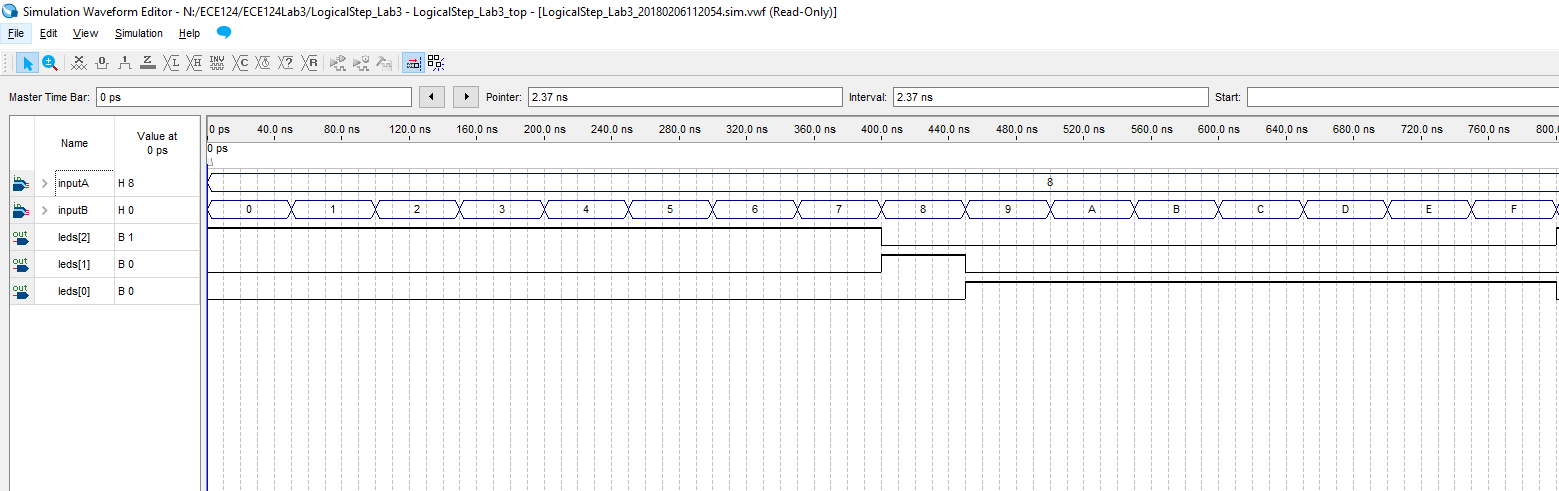 Simulation Waveform Editor - N:/ECE124/ECE124Lab3/LogicalStep_Lab3 - LogicalStep_Lab3_top - [LogicalStep_Lab3_20180206112054.sim.vwf (Read-Only)]
File Edit View Simulation Help
Master Time Bar: 0 ps Pointer: 2.37 ns Interval: 2.37 ns Start:
Name Value at 0 ps
0 ps 40.0 ns 80.0 ns 120.0 ns 160.0 ns 200.0 ns 240.0 ns 280.0 ns 320.0 ns 360.0 ns 400.0 ns 440.0 ns 480.0 ns 520.0 ns 560.0 ns 600.0 ns 640.0 ns 680.0 ns 720.0 ns 760.0 ns 800.
0 ps
in inputA H 8 8
in inputB H 0 0 1 2 3 4 5 6 7 8 9 A B C D E F
out leds[2] B 1
out leds[1] B 0
out leds[0] B 0